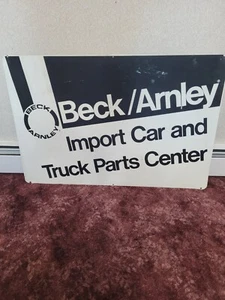 Beck/Arnley
BECK
ARNLEY
Import Car and
Truck Parts Center